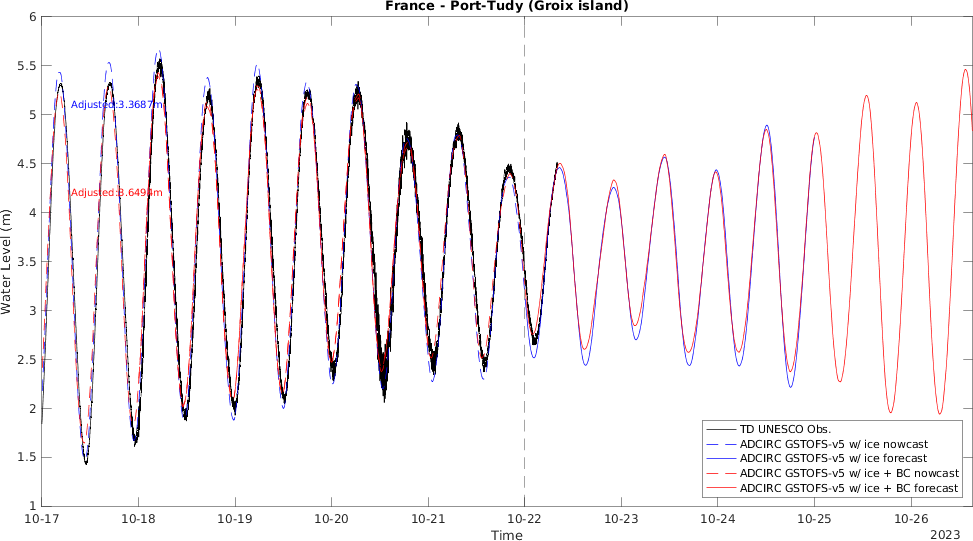 France - Port-Tudy (Groix island)
6
5.5
5
4.5
4
3.5
3
2.5
2
1.5
1
Water Level (m)
Adjusted:3.3687m
Adjusted:3.6494m
TD UNESCO Obs.
ADCIRC GSTOFS-v5 w/ ice nowcast
ADCIRC GSTOFS-v5 w/ ice forecast
ADCIRC GSTOFS-v5 w/ ice + BC nowcast
ADCIRC GSTOFS-v5 w/ ice + BC forecast
10-17 10-18 10-19 10-20 10-21 10-22 10-23 10-24 10-25 10-26
Time
2023